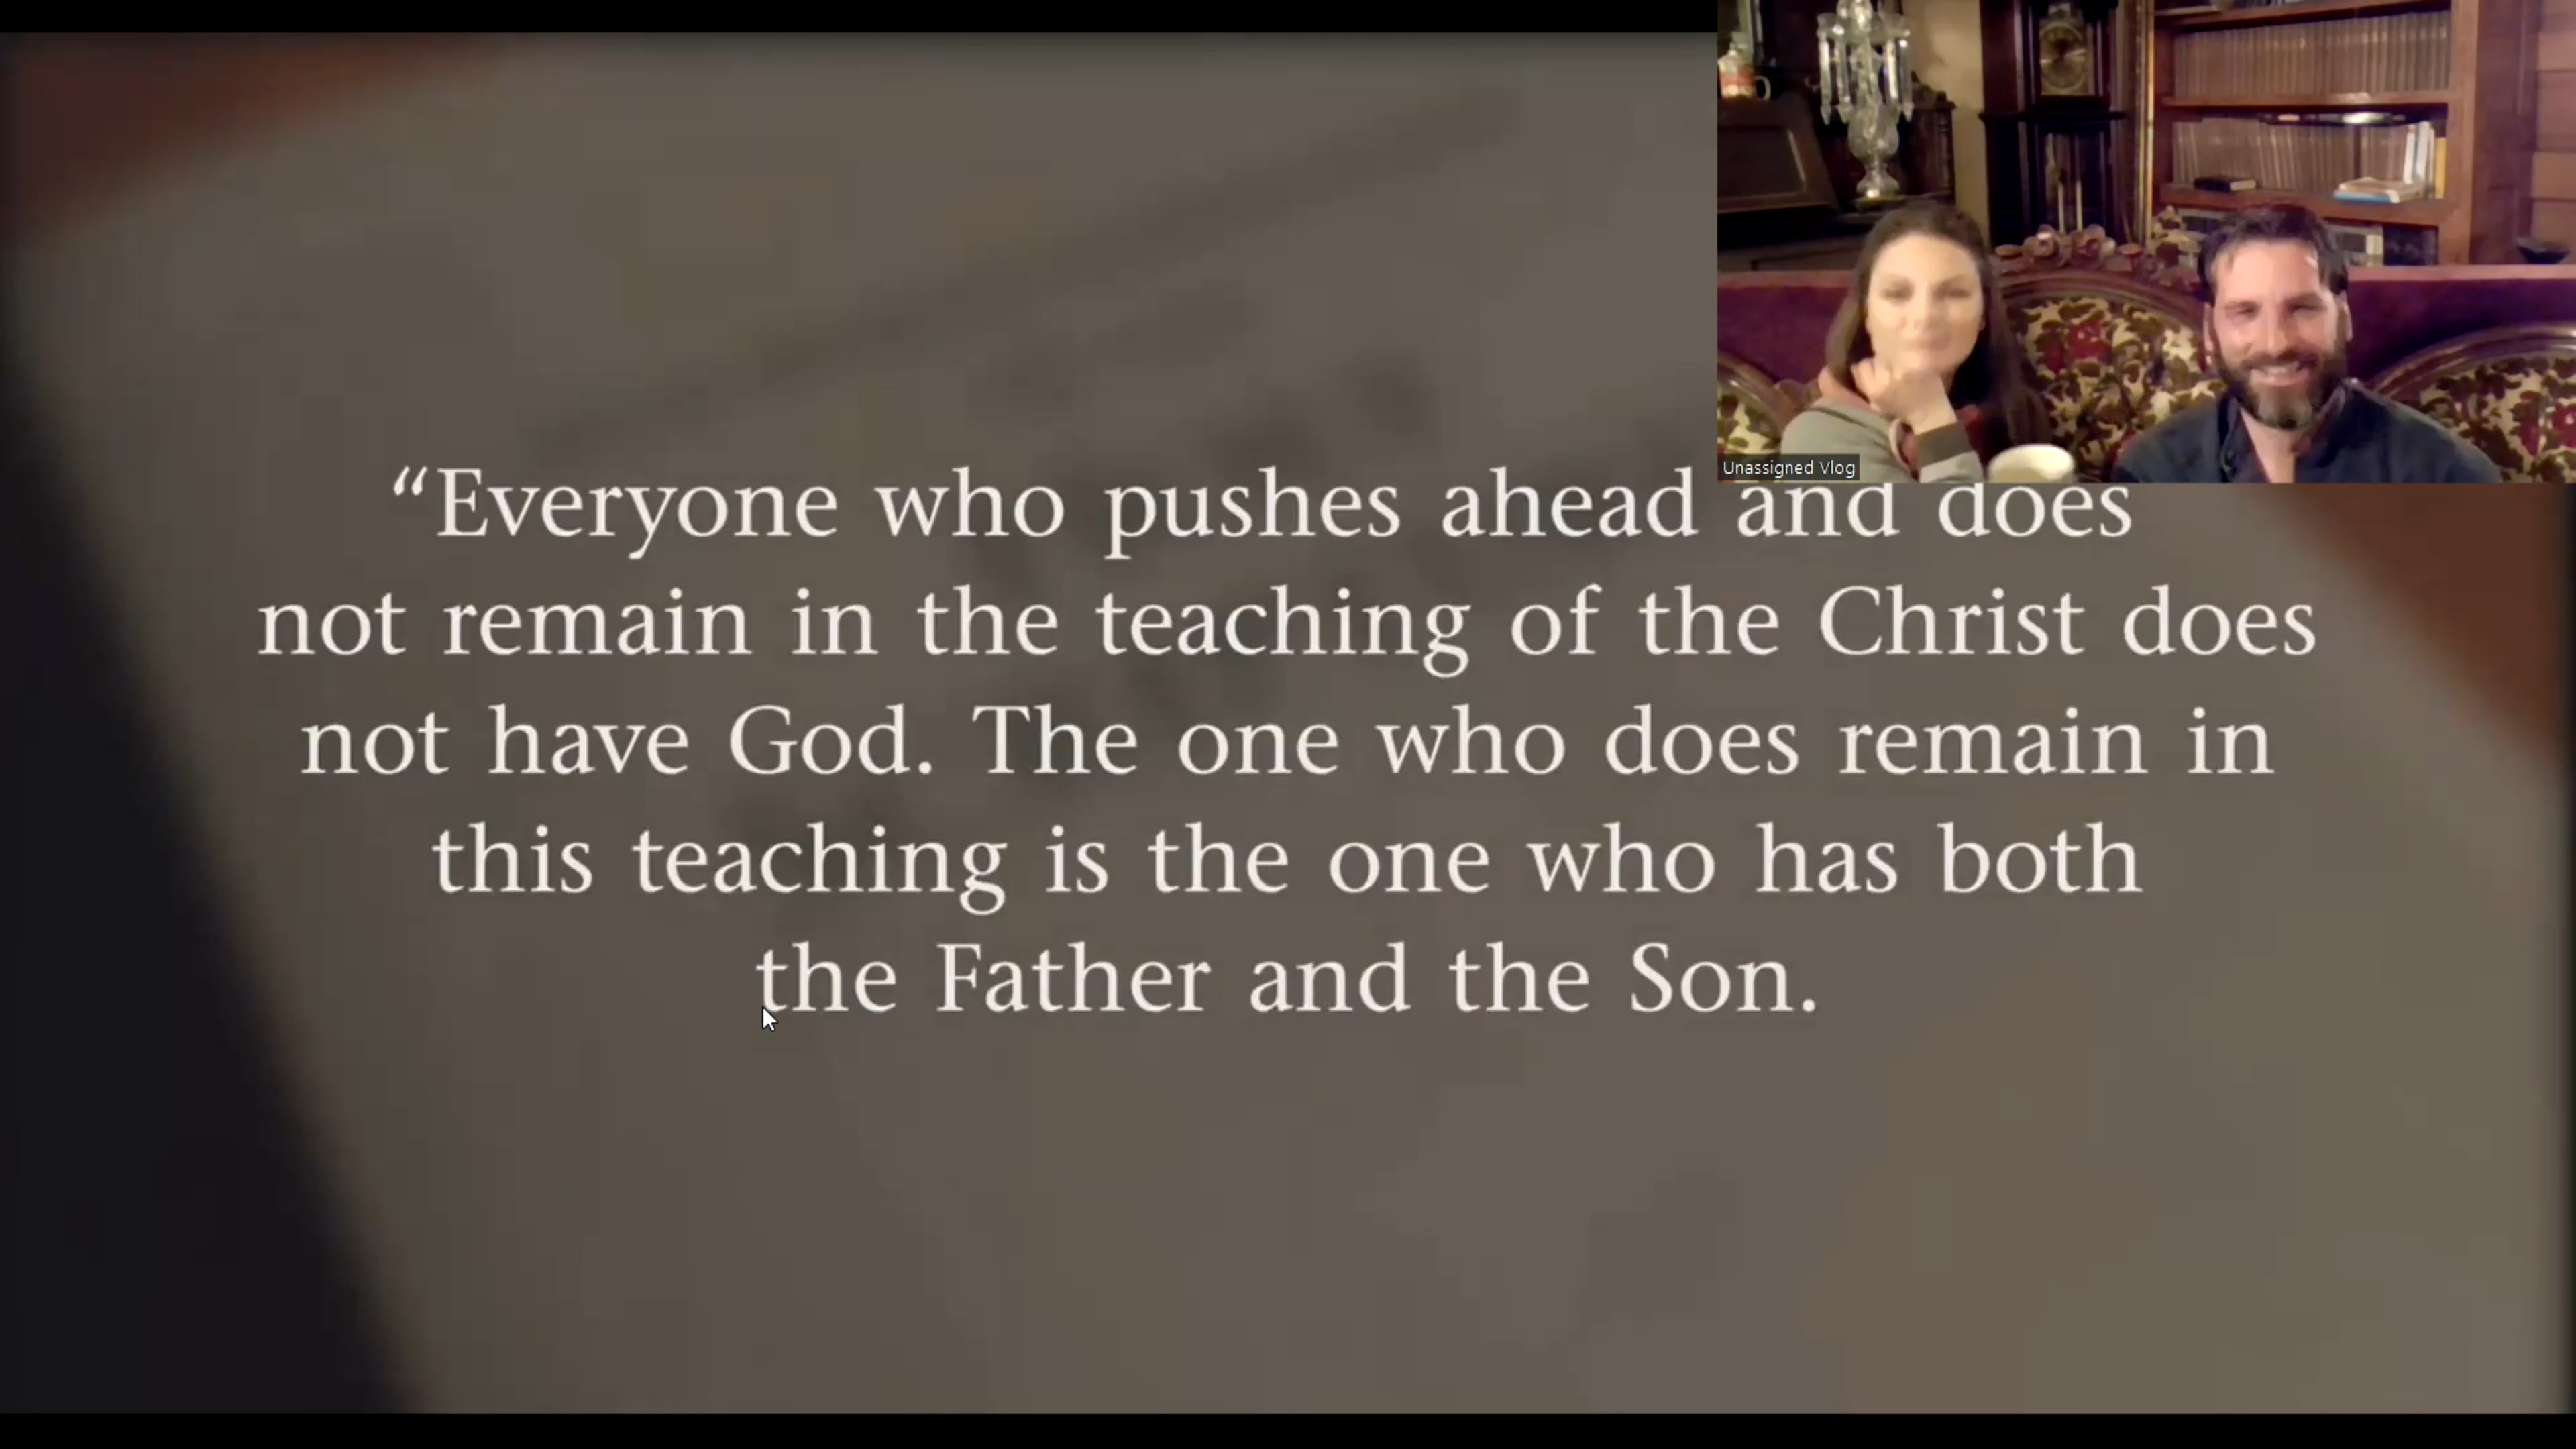 Unassigned Vlog
“Everyone who pushes ahead and does
not remain in the teaching of the Christ does
not have God. The one who does remain in
this teaching is the one who has both
the Father and the Son.